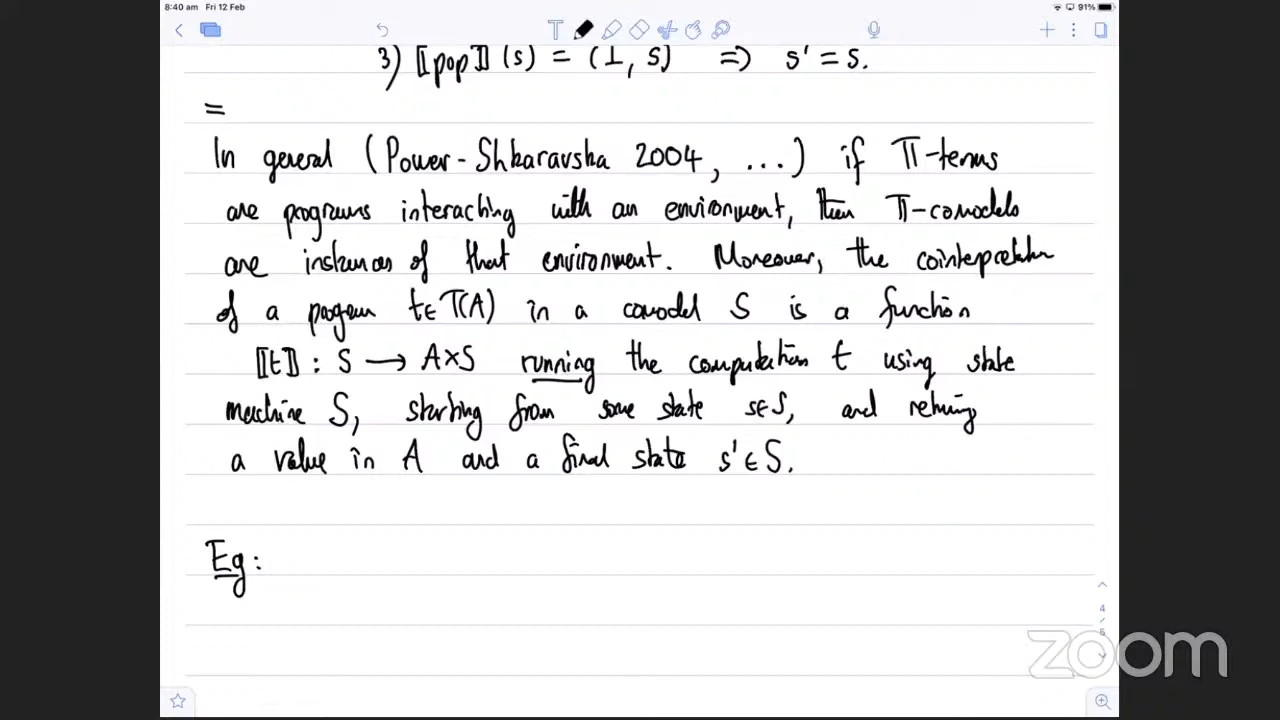 8:40 am Fri 12 Feb
91%
3) ⟦pop⟧(s) = (⊥, s) ⇒ s' = s.
=
In general (Power-Shkaravska 2004, ...) if 𝕋-terms
are programs interacting with an environment, then 𝕋-comodels
are instances of that environment. Moreover, the cointerpretation
of a program t∈T(A) in a comodel S is a function
⟦t⟧ : S → A×S running the computation t using state
machine S, starting from some state s∈S, and returning
a value in A and a final state s' ∈ S.
Eg:
4
5
zoom